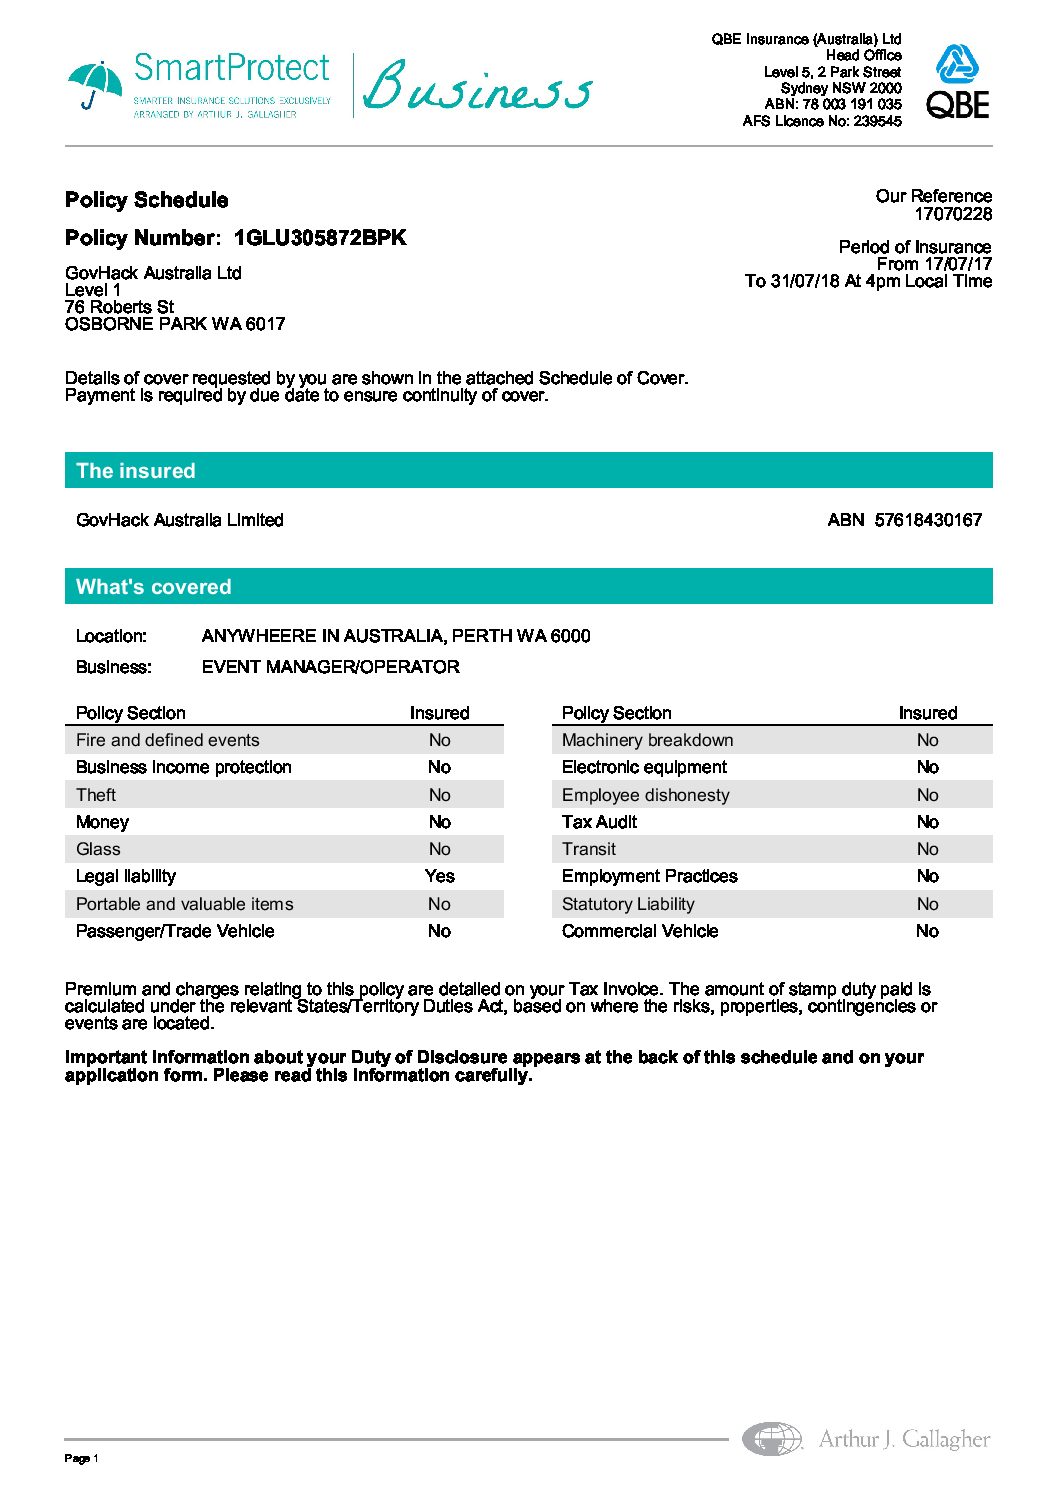 SmartProtect
SMARTER INSURANCE SOLUTIONS EXCLUSIVELY
ARRANGED BY ARTHUR J. GALLAGHER
Business
QBE Insurance (Australia) Ltd
Head Office
Level 5, 2 Park Street
Sydney NSW 2000
ABN: 78 003 191 035
AFS Licence No: 239545
QBE
Policy Schedule
Policy Number: 1GLU305872BPK
GovHack Australia Ltd
Level 1
76 Roberts St
OSBORNE PARK WA 6017
Our Reference
17070228
Period of Insurance
From 17/07/17
To 31/07/18 At 4pm Local Time
Details of cover requested by you are shown in the attached Schedule of Cover.
Payment is required by due date to ensure continuity of cover.
The insured
GovHack Australia Limited ABN 57618430167
What's covered
Location: ANYWHEERE IN AUSTRALIA, PERTH WA 6000
Business: EVENT MANAGER/OPERATOR
Policy Section Insured Policy Section Insured
Fire and defined events No Machinery breakdown No
Business income protection No Electronic equipment No
Theft No Employee dishonesty No
Money No Tax Audit No
Glass No Transit No
Legal liability Yes Employment Practices No
Portable and valuable items No Statutory Liability No
Passenger/Trade Vehicle No Commercial Vehicle No
Premium and charges relating to this policy are detailed on your Tax Invoice. The amount of stamp duty paid is
calculated under the relevant States/Territory Duties Act, based on where the risks, properties, contingencies or
events are located.
Important information about your Duty of Disclosure appears at the back of this schedule and on your
application form. Please read this information carefully.
Arthur J. Gallagher
Page 1